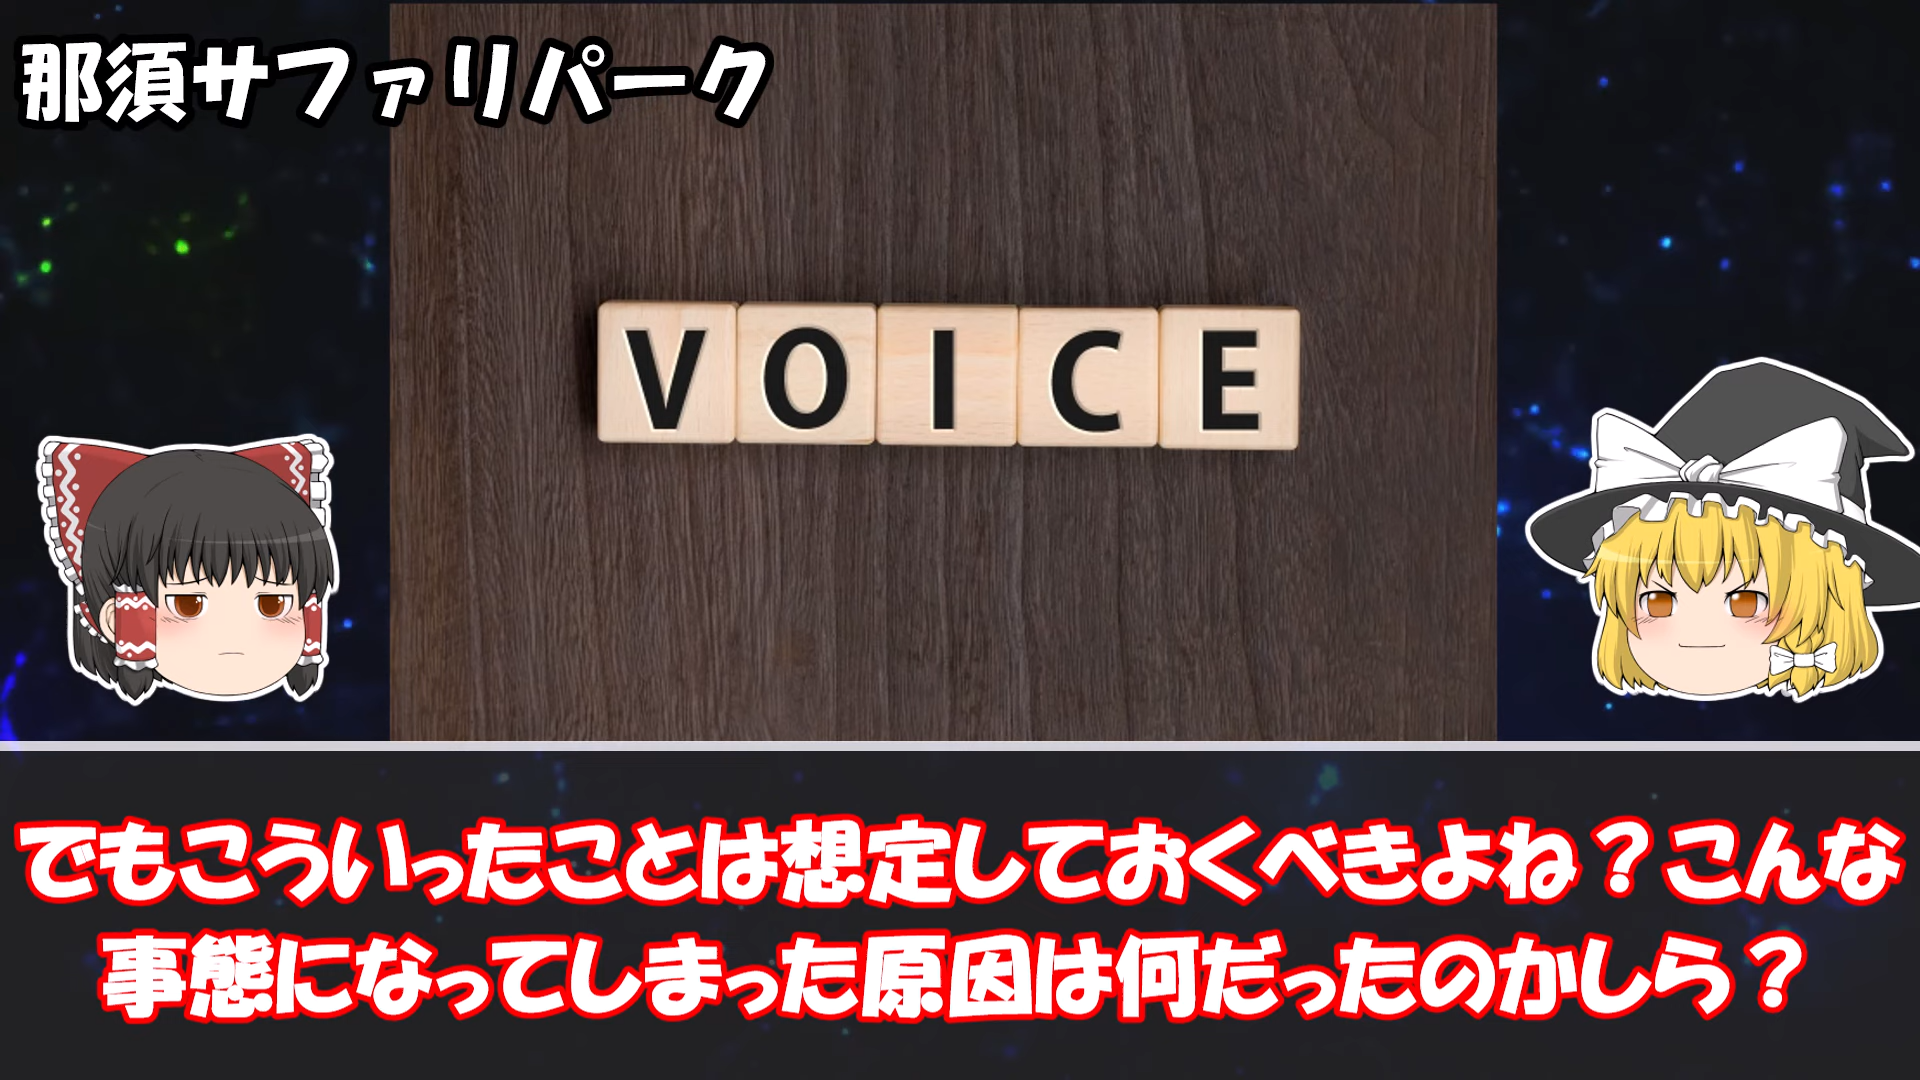 那須サファリパーク
VOICE
でもこういったことは想定しておくべきよね？こんな
事態になってしまった原因は何だったのかしら？